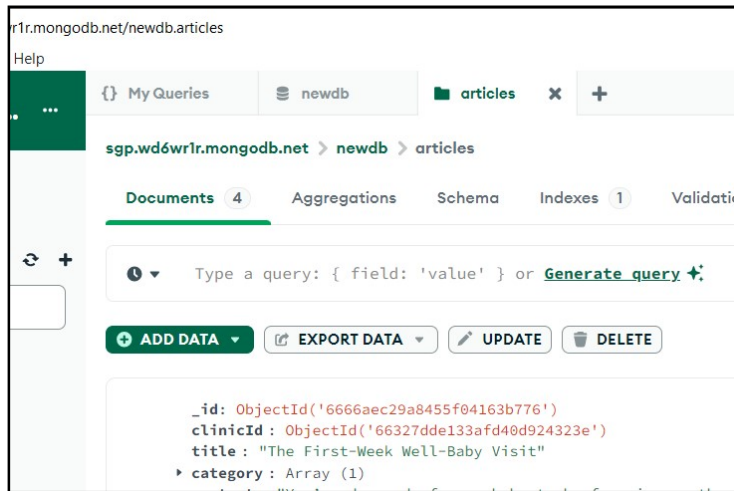 r1r.mongodb.net/newdb.articles
Help
...
{} My Queries
newdb
articles
sgp.wd6wr1r.mongodb.net > newdb > articles
Documents 4 Aggregations Schema Indexes 1 Validati
Type a query: { field: 'value' } or Generate query
ADD DATA EXPORT DATA UPDATE DELETE
_id: ObjectId('6666aec29a8455f04163b776')
clinicId : ObjectId('66327dde133afd40d924323e')
title : "The First-Week Well-Baby Visit"
category : Array (1)